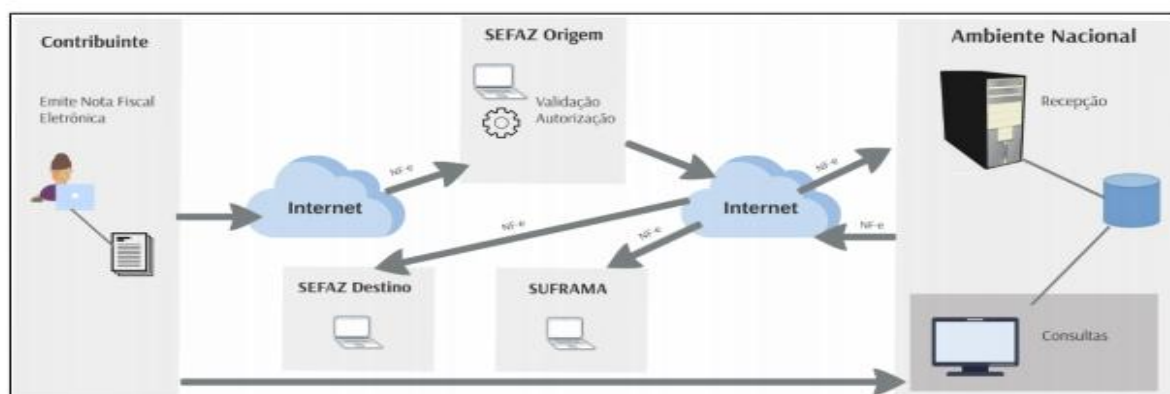 Contribuinte
Emite Nota Fiscal
Eletrônica
SEFAZ Origem
Validação
Autorização
Ambiente Nacional
Recepção
NF-e
Internet
NF-e
Internet
NF-e
NF-e
NF-e
SEFAZ Destino
SUFRAMA
Consultas